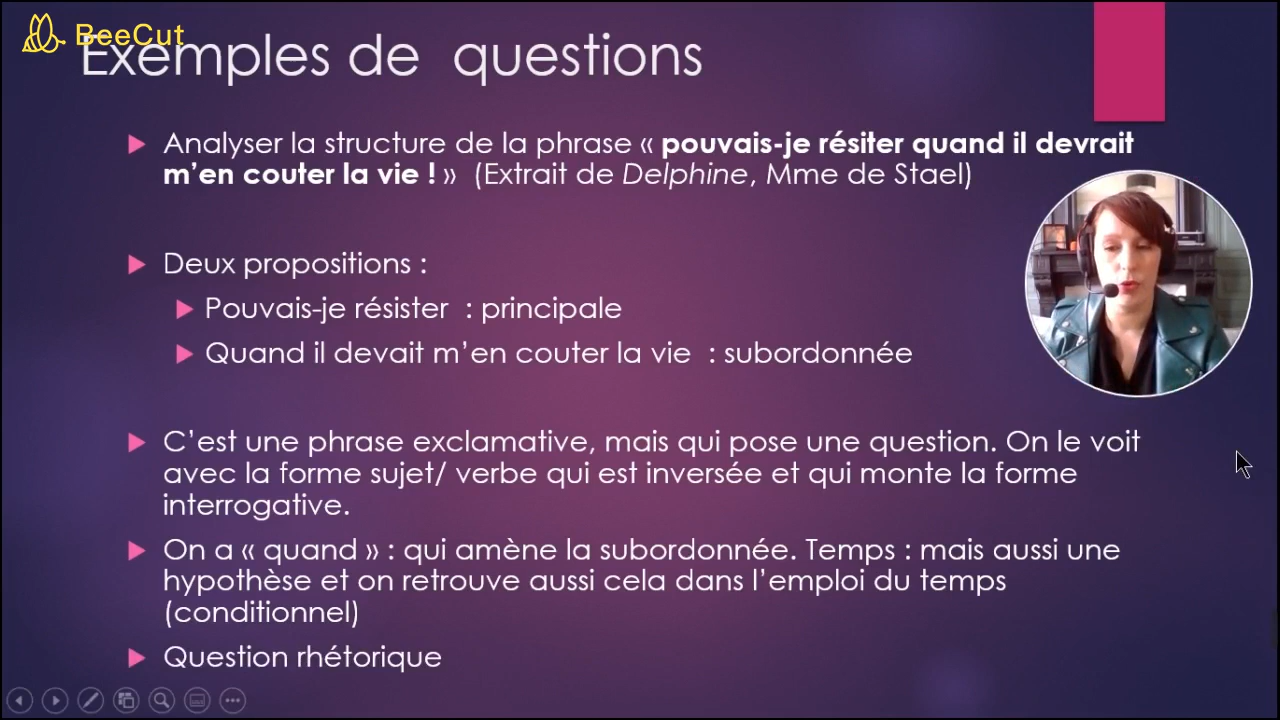 BeeCut
Exemples de questions
Analyser la structure de la phrase « pouvais-je résiter quand il devrait
m'en couter la vie ! » (Extrait de Delphine, Mme de Stael)
Deux propositions :
Pouvais-je résister : principale
Quand il devait m'en couter la vie : subordonnée
C'est une phrase exclamative, mais qui pose une question. On le voit
avec la forme sujet/ verbe qui est inversée et qui monte la forme
interrogative.
On a « quand » : qui amène la subordonnée. Temps : mais aussi une
hypothèse et on retrouve aussi cela dans l'emploi du temps
(conditionnel)
Question rhétorique